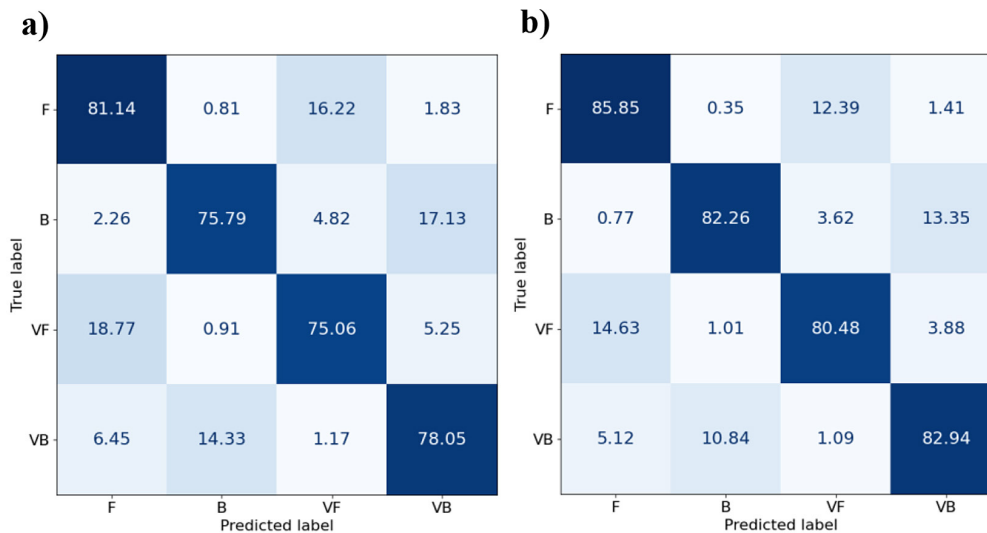 a)
F 81.14 0.81 16.22 1.83
B 2.26 75.79 4.82 17.13
VF 18.77 0.91 75.06 5.25
VB 6.45 14.33 1.17 78.05
F B VF VB
Predicted label
True label
b)
F 85.85 0.35 12.39 1.41
B 0.77 82.26 3.62 13.35
VF 14.63 1.01 80.48 3.88
VB 5.12 10.84 1.09 82.94
F B VF VB
Predicted label
True label